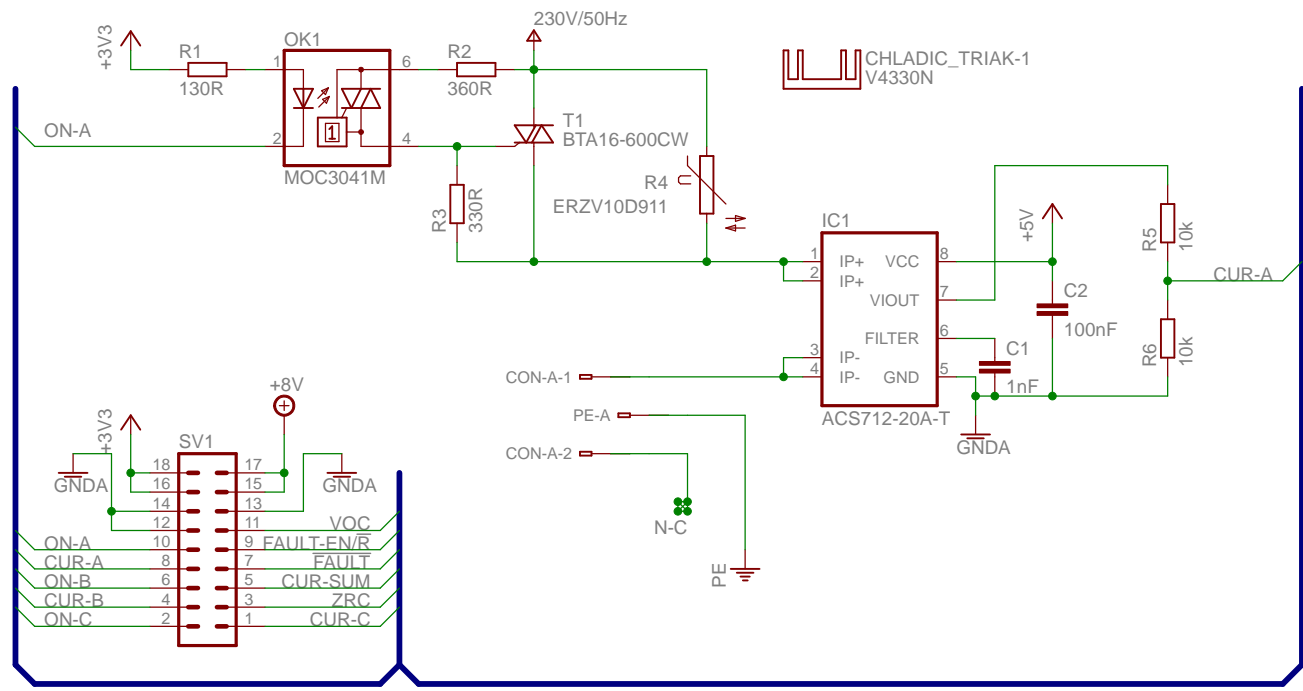 230V/50Hz
+3V3
R1
130R
OK1
1
2
6
4
1
MOC3041M
R2
360R
CHLADIC_TRIAK-1
V4330N
ON-A
T1
BTA16-600CW
R3
330R
R4
ERZV10D911
IC1
1
IP+
2
IP+
3
IP-
4
IP-
VCC
8
VIOUT
7
FILTER
6
GND
5
ACS712-20A-T
+5V
C2
100nF
C1
1nF
GNDA
R5
10k
R6
10k
CUR-A
CON-A-1
PE-A
CON-A-2
N-C
PE
+8V
+3V3
SV1
GNDA
GNDA
18
17
16
15
14
13
12
11
VOC
ON-A
10
9
FAULT-EN/R
CUR-A
8
7
FAULT
ON-B
6
5
CUR-SUM
CUR-B
4
3
ZRC
ON-C
2
1
CUR-C